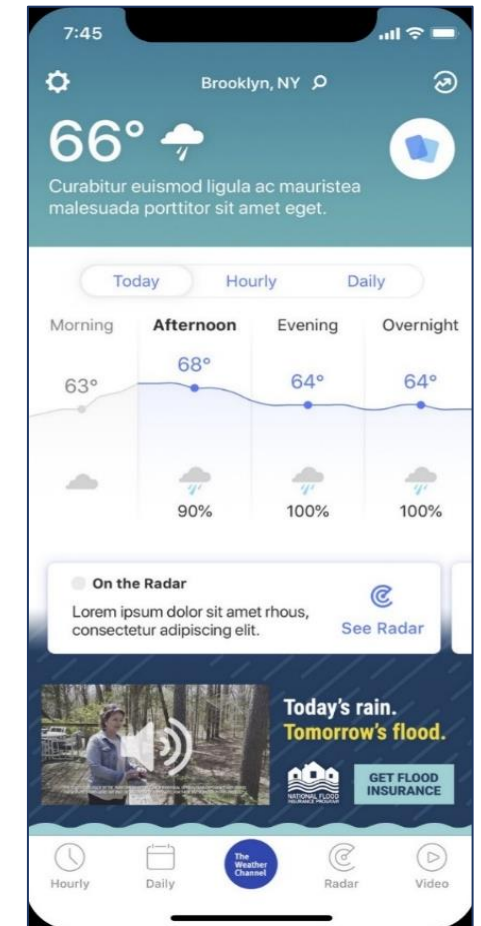 7:45
Brooklyn, NY
66°
Curabitur euismod ligula ac mauristea
malesuada porttitor sit amet eget.
Today Hourly Daily
Morning Afternoon Evening Overnight
63° 68° 64° 64°
90% 100% 100%
On the Radar
Lorem ipsum dolor sit amet rhous,
consectetur adipiscing elit.
See Radar
Today's rain.
Tomorrow's flood.
NATIONAL FLOOD
INSURANCE PROGRAM
GET FLOOD
INSURANCE
The
Weather
Channel
Hourly Daily Radar Video